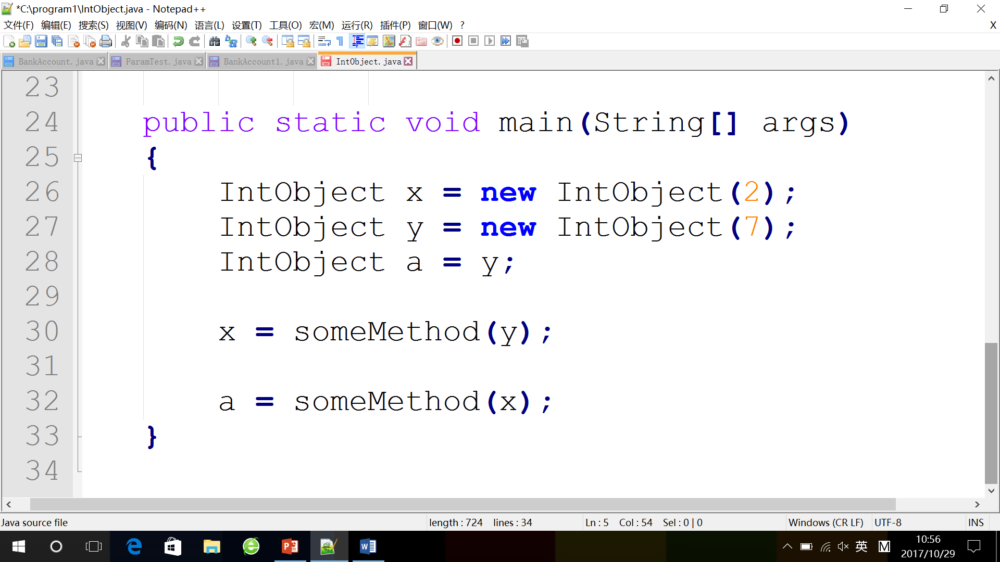 *C:\program1\IntObject.java - Notepad++
文件(F) 编辑(E) 搜索(S) 视图(V) 编码(N) 语言(L) 设置(T) 工具(O) 宏(M) 运行(R) 插件(P) 窗口(W) ? X
BankAccount.java ParamTest.java BankAccount1.java IntObject.java
23
24 public static void main(String[] args)
25 {
26 IntObject x = new IntObject(2);
27 IntObject y = new IntObject(7);
28 IntObject a = y;
29
30 x = someMethod(y);
31
32 a = someMethod(x);
33 }
34
Java source file length : 724 lines : 34 Ln : 5 Col : 54 Sel : 0 | 0 Windows (CR LF) UTF-8 INS
英 M 10:56
2017/10/29